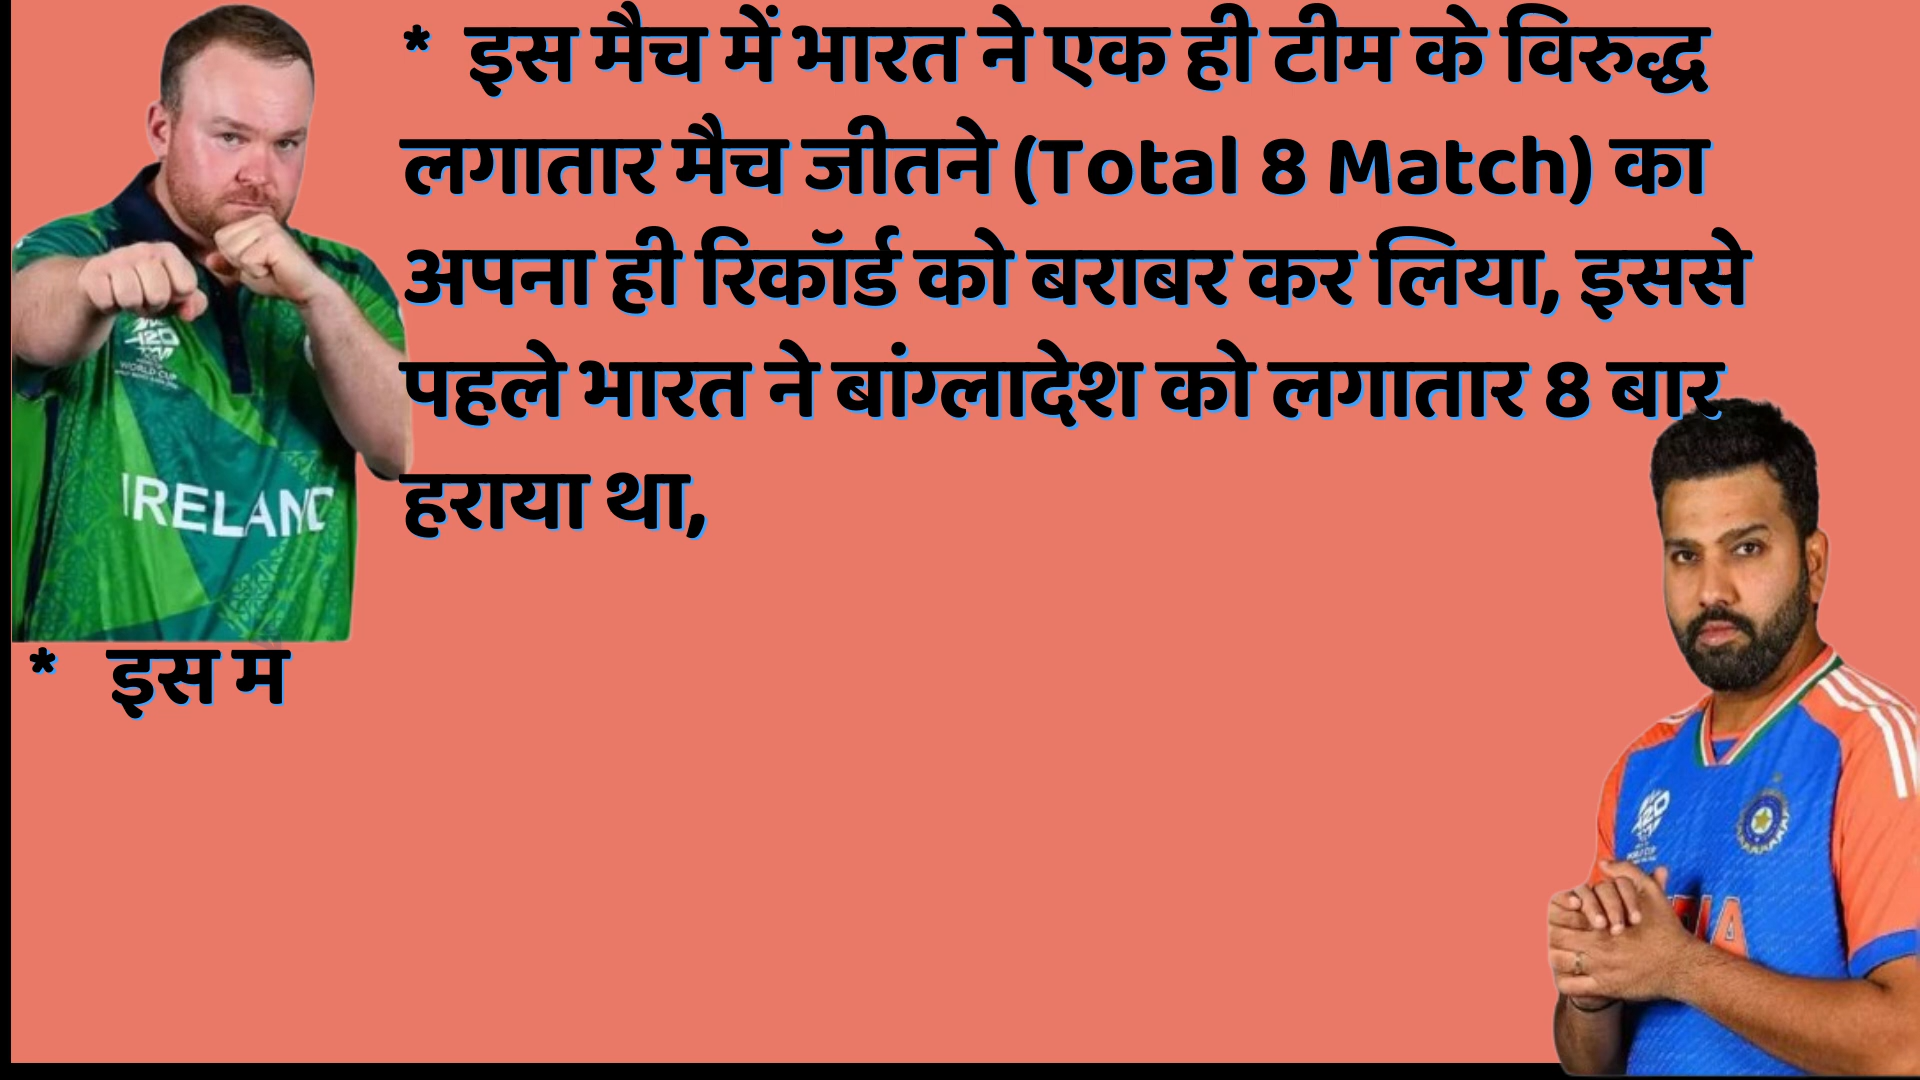 * इस मैच में भारत ने एक ही टीम के विरुद्ध
लगातार मैच जीतने (Total 8 Match) का
अपना ही रिकॉर्ड को बराबर कर लिया, इससे
पहले भारत ने बांग्लादेश को लगातार 8 बार
हराया था,
IRELAND
* इस म